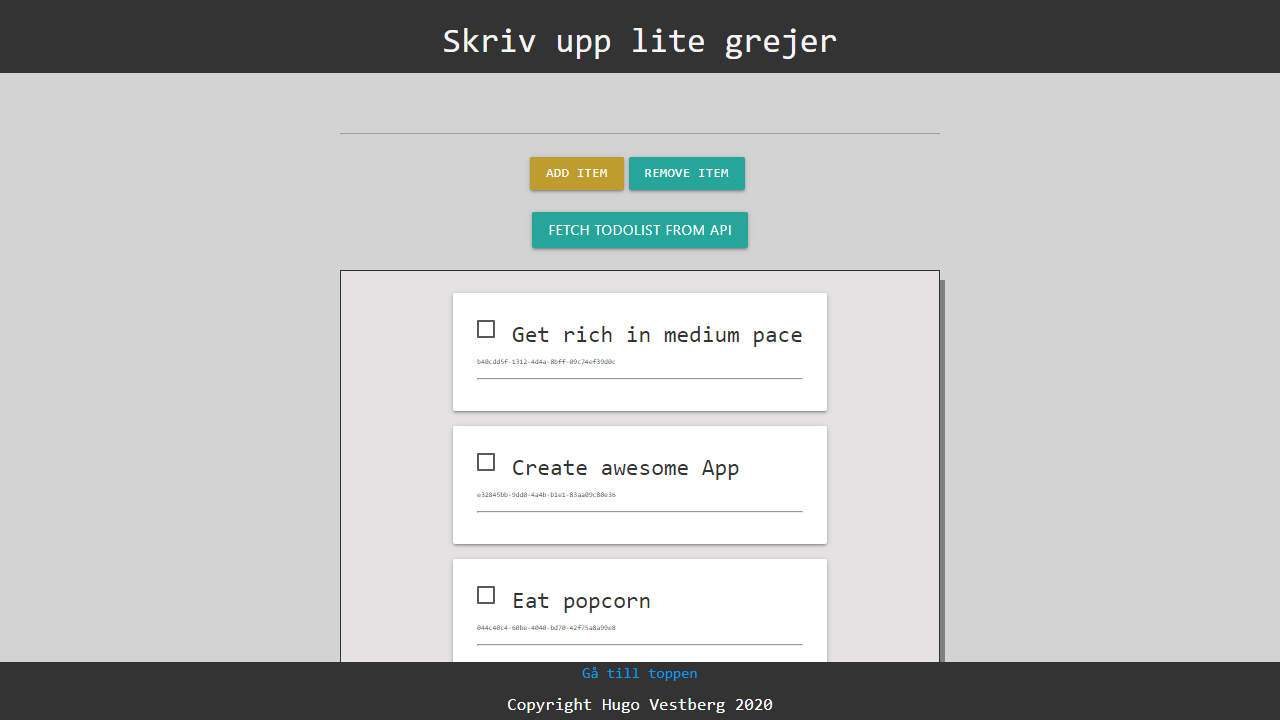 Skriv upp lite grejer
ADD ITEM REMOVE ITEM
FETCH TODOLIST FROM API
Get rich in medium pace
b40cdd5f-1312-4d4a-8bff-09c74ef39d0c
Create awesome App
e32845bb-9dd0-4a4b-b1e1-83aa09c80e36
Eat popcorn
044c40c4-60be-4040-bd70-42f75a8a99e8
Gå till toppen
Copyright Hugo Vestberg 2020